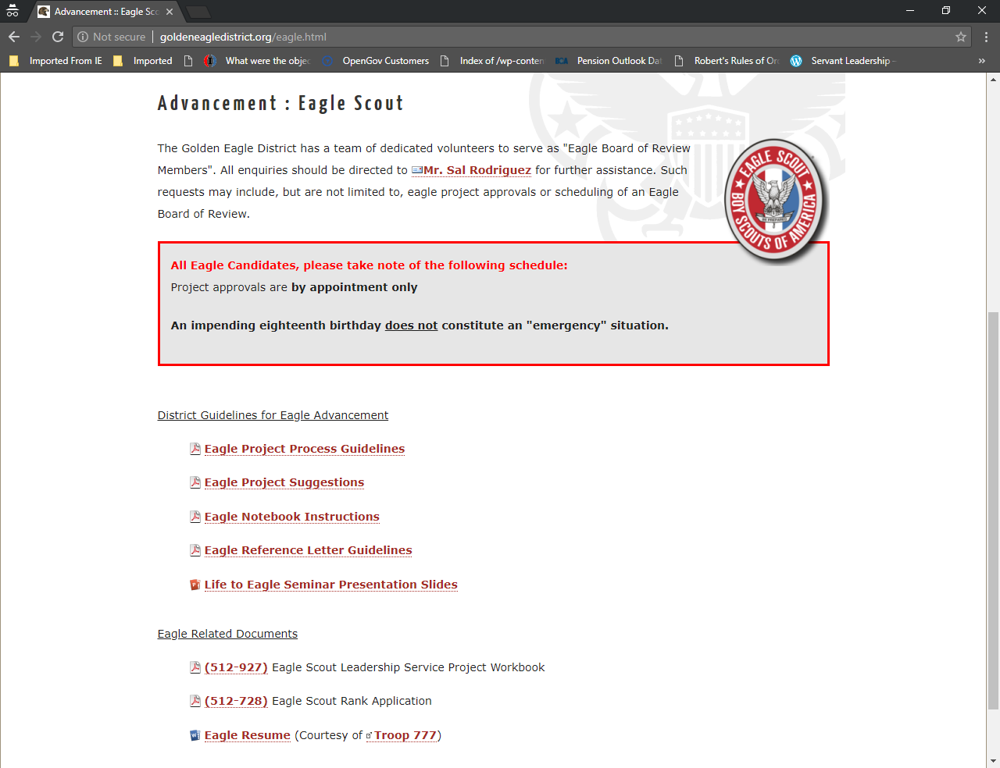 Advancement :: Eagle Sco
Not secure | goldeneagledistrict.org/eagle.html
Imported From IE Imported What were the objec OpenGov Customers Index of /wp-conten Pension Outlook Dat Robert's Rules of Orc Servant Leadership - »
Advancement : Eagle Scout
The Golden Eagle District has a team of dedicated volunteers to serve as "Eagle Board of Review
Members". All enquiries should be directed to Mr. Sal Rodriguez for further assistance. Such
requests may include, but are not limited to, eagle project approvals or scheduling of an Eagle
Board of Review.
EAGLE SCOUT
BE PREPARED
BOY SCOUTS OF AMERICA
All Eagle Candidates, please take note of the following schedule:
Project approvals are by appointment only
An impending eighteenth birthday does not constitute an "emergency" situation.
District Guidelines for Eagle Advancement
Eagle Project Process Guidelines
Eagle Project Suggestions
Eagle Notebook Instructions
Eagle Reference Letter Guidelines
Life to Eagle Seminar Presentation Slides
Eagle Related Documents
(512-927) Eagle Scout Leadership Service Project Workbook
(512-728) Eagle Scout Rank Application
Eagle Resume (Courtesy of Troop 777)